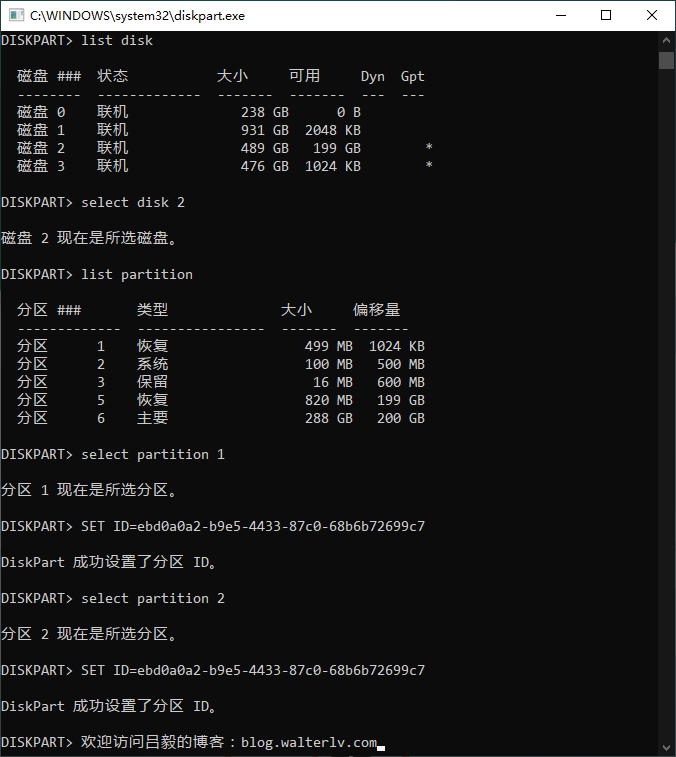 C:\WINDOWS\system32\diskpart.exe
DISKPART> list disk
磁盘 ###  状态           大小     可用     Dyn  Gpt
--------  -------------  -------  -------  ---  ---
磁盘 0    联机              238 GB      0 B
磁盘 1    联机              931 GB  2048 KB
磁盘 2    联机              489 GB   199 GB        *
磁盘 3    联机              476 GB  1024 KB        *
DISKPART> select disk 2
磁盘 2 现在是所选磁盘。
DISKPART> list partition
分区 ###       类型              大小     偏移量
-------------  ----------------  -------  -------
分区      1    恢复                 499 MB  1024 KB
分区      2    系统                 100 MB   500 MB
分区      3    保留                  16 MB   600 MB
分区      5    恢复                 820 MB   199 GB
分区      6    主要                 288 GB   200 GB
DISKPART> select partition 1
分区 1 现在是所选分区。
DISKPART> SET ID=ebd0a0a2-b9e5-4433-87c0-68b6b72699c7
DiskPart 成功设置了分区 ID。
DISKPART> select partition 2
分区 2 现在是所选分区。
DISKPART> SET ID=ebd0a0a2-b9e5-4433-87c0-68b6b72699c7
DiskPart 成功设置了分区 ID。
DISKPART> 欢迎访问吕毅的博客：blog.walterlv.com